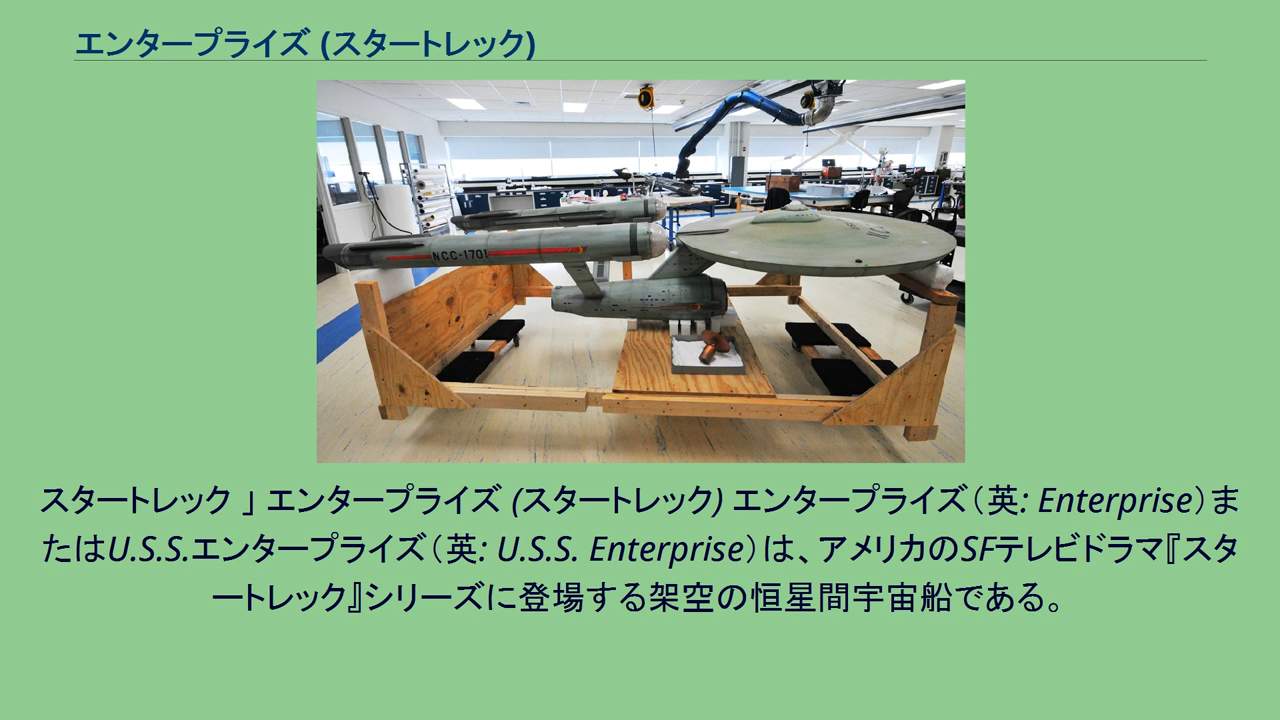 エンタープライズ (スタートレック)
NCC-1701
スタートレック 」 エンタープライズ (スタートレック) エンタープライズ（英: Enterprise）ま
たはU.S.S.エンタープライズ（英: U.S.S. Enterprise）は、アメリカのSFテレビドラマ『スタ
ートレック』シリーズに登場する架空の恒星間宇宙船である。